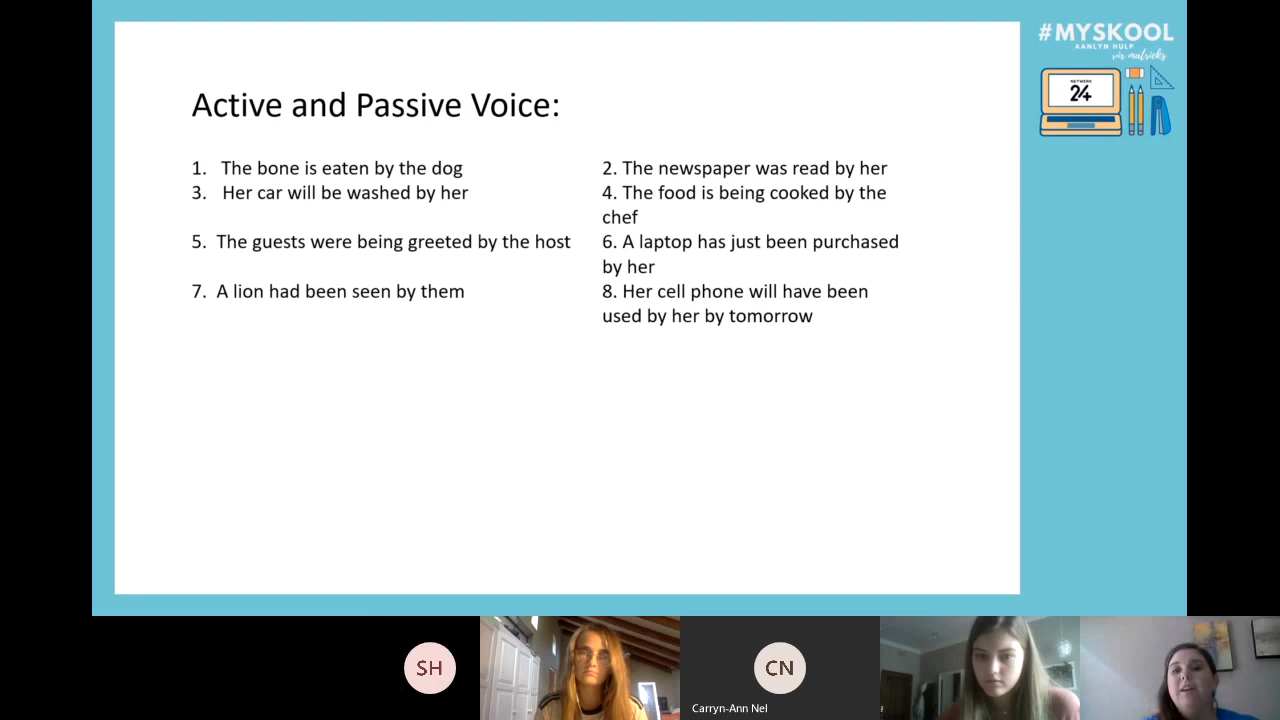 #MYSKOOL
AANLYN HULP
vir matrieks
NETWERK
24
Active and Passive Voice:
1. The bone is eaten by the dog
2. The newspaper was read by her
3. Her car will be washed by her
4. The food is being cooked by the
chef
5. The guests were being greeted by the host
6. A laptop has just been purchased
by her
7. A lion had been seen by them
8. Her cell phone will have been
used by her by tomorrow
SH
CN
Carryn-Ann Nel